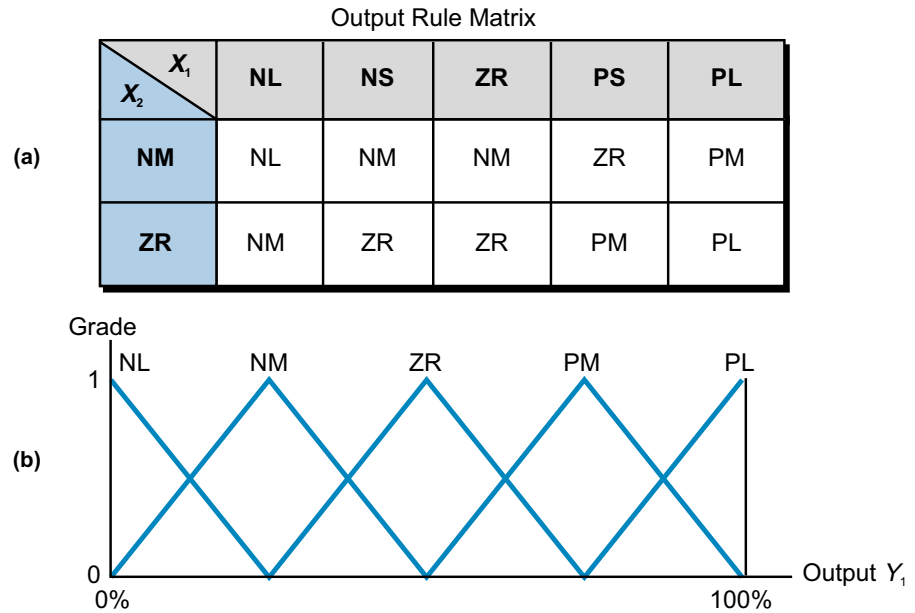 Output Rule Matrix
X₁ NL NS ZR PS PL
X₂
(a)
NM NL NM NM ZR PM
ZR NM ZR ZR PM PL
Grade
NL NM ZR PM PL
1
(b)
0
0% 100%
Output Y₁